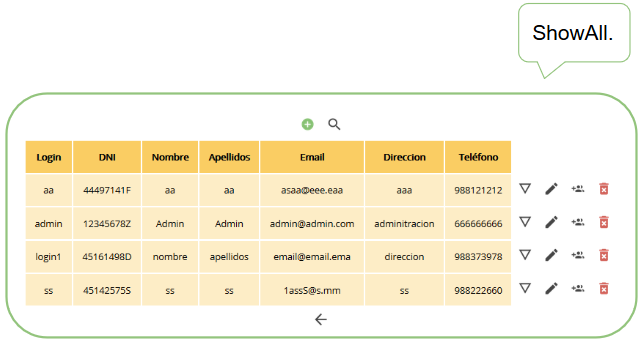 ShowAll.
Login DNI Nombre Apellidos Email Direccion Teléfono
aa 44497141F aa aa asaa@eee.eaa aaa 988121212
admin 12345678Z Admin Admin admin@admin.com adminitracion 666666666
login1 45161498D nombre apellidos email@email.ema direccion 988373978
ss 45142575S ss ss 1assS@s.mm ss 988222660